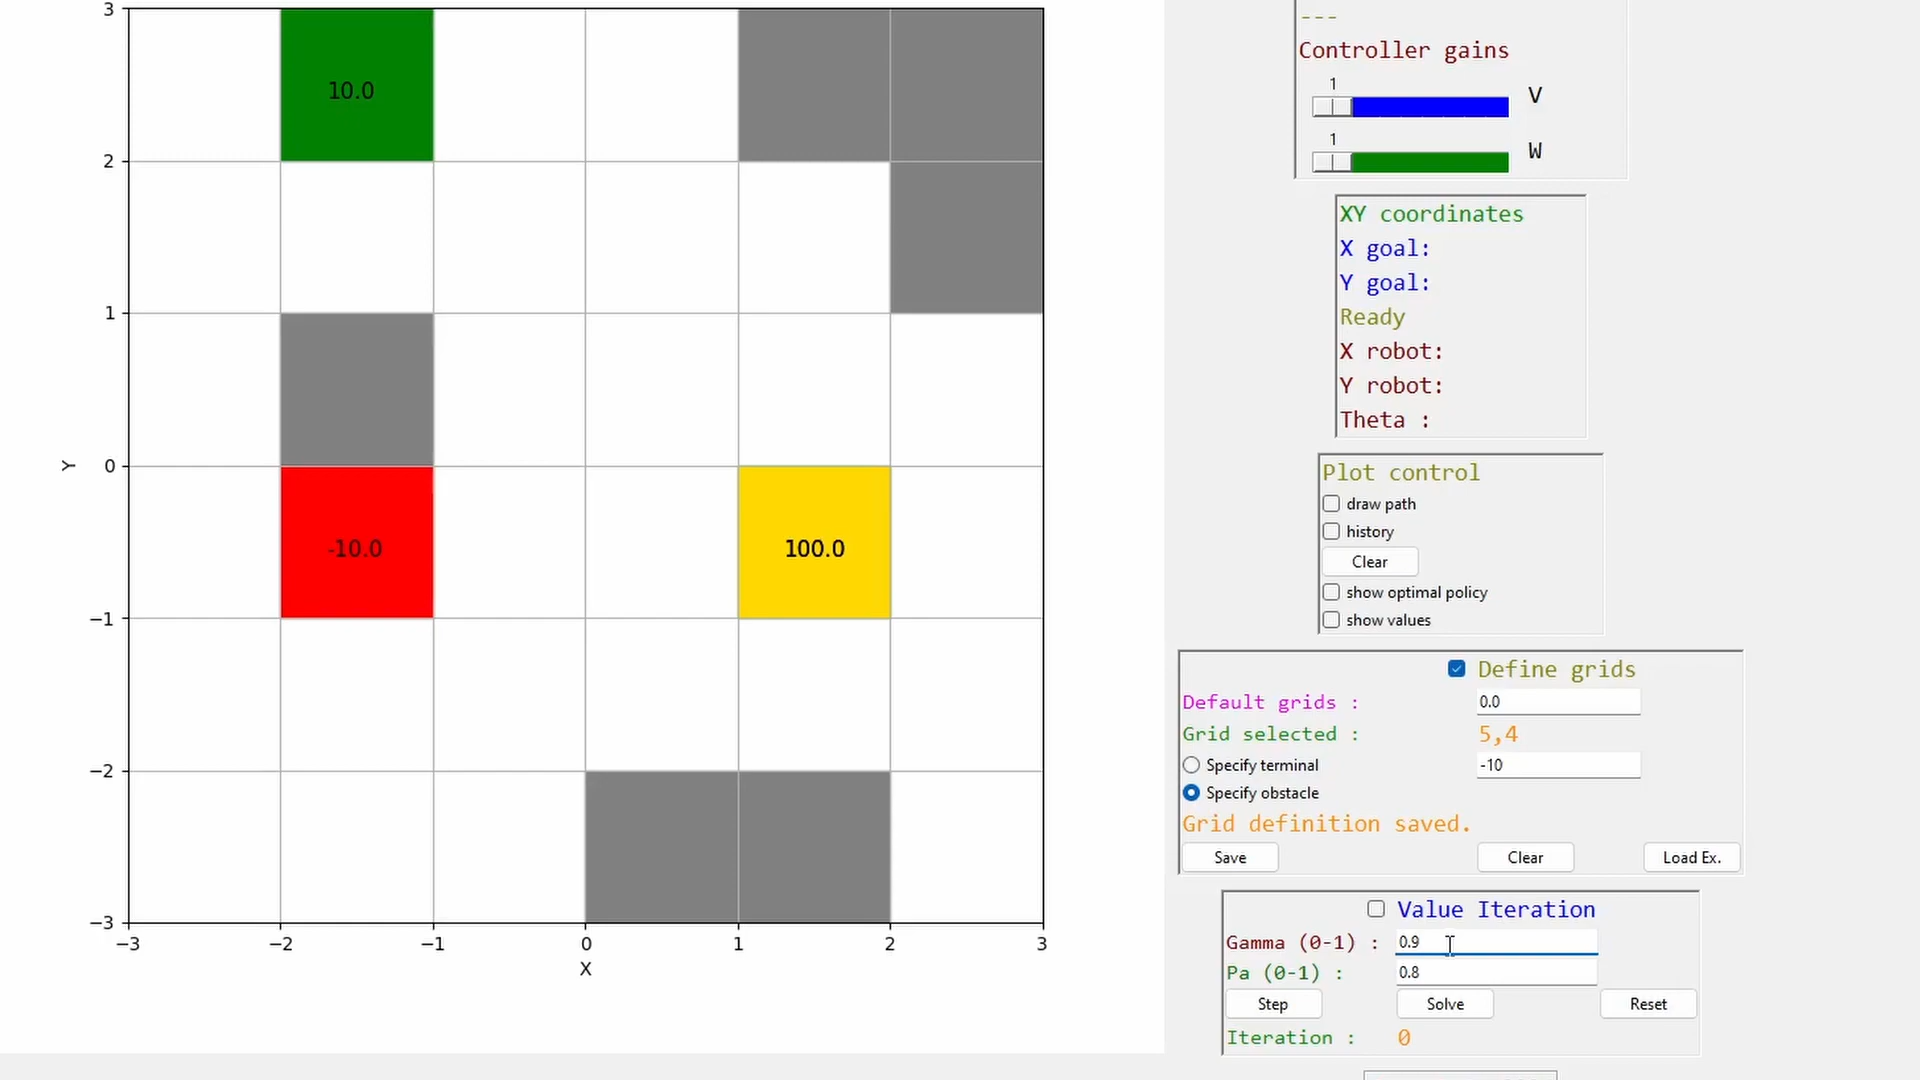 3
2
1
0
−1
−2
−3
Y
−3
−2
−1
0
1
2
3
X
10.0
-10.0
100.0
---
Controller gains
1
V
1
W
XY coordinates
X goal:
Y goal:
Ready
X robot:
Y robot:
Theta :
Plot control
draw path
history
Clear
show optimal policy
show values
Define grids
Default grids : 0.0
Grid selected : 5,4
Specify terminal -10
Specify obstacle
Grid definition saved.
Save Clear Load Ex.
Value Iteration
Gamma (0-1) : 0.9
Pa (0-1) : 0.8
Step Solve Reset
Iteration : 0